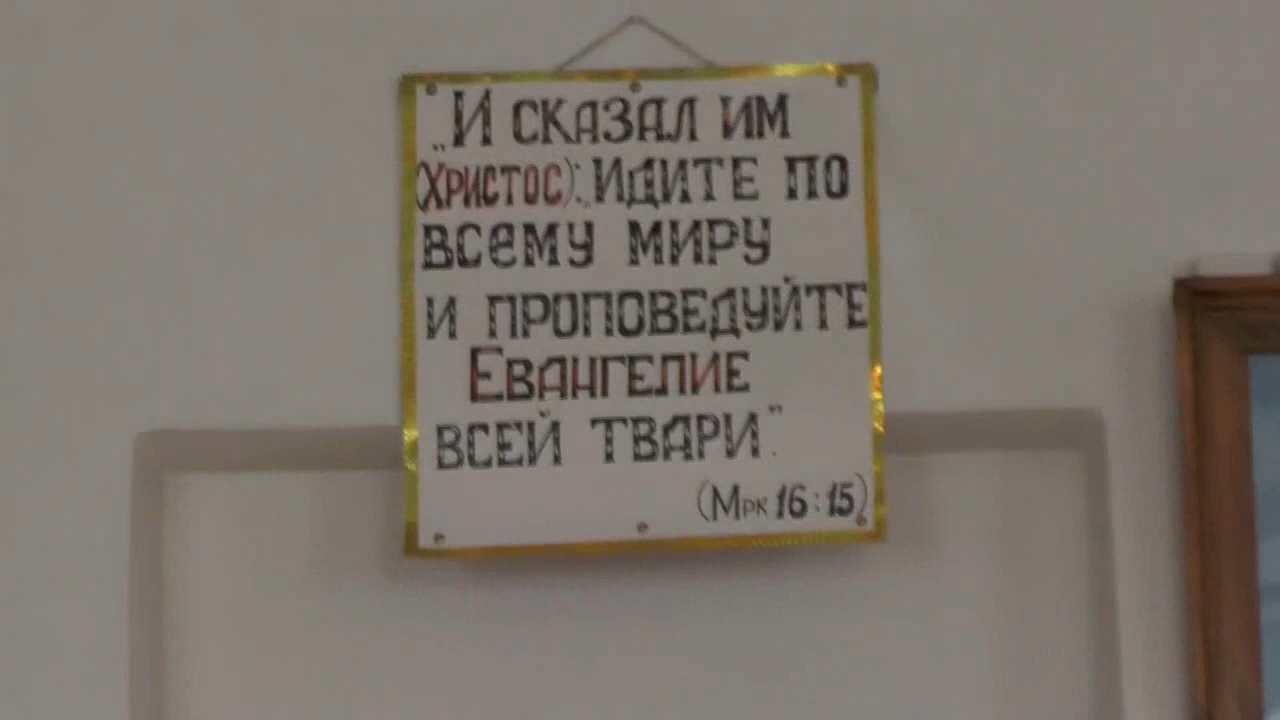 „И СКАЗАЛ ИМ
(ХРИСТОС): „ИДИТЕ ПО
ВСЕМУ МИРУ
И ПРОПОВЕДУЙТЕ
ЕВАНГЕЛИЕ
ВСЕЙ ТВАРИ".
(Мрк 16:15)